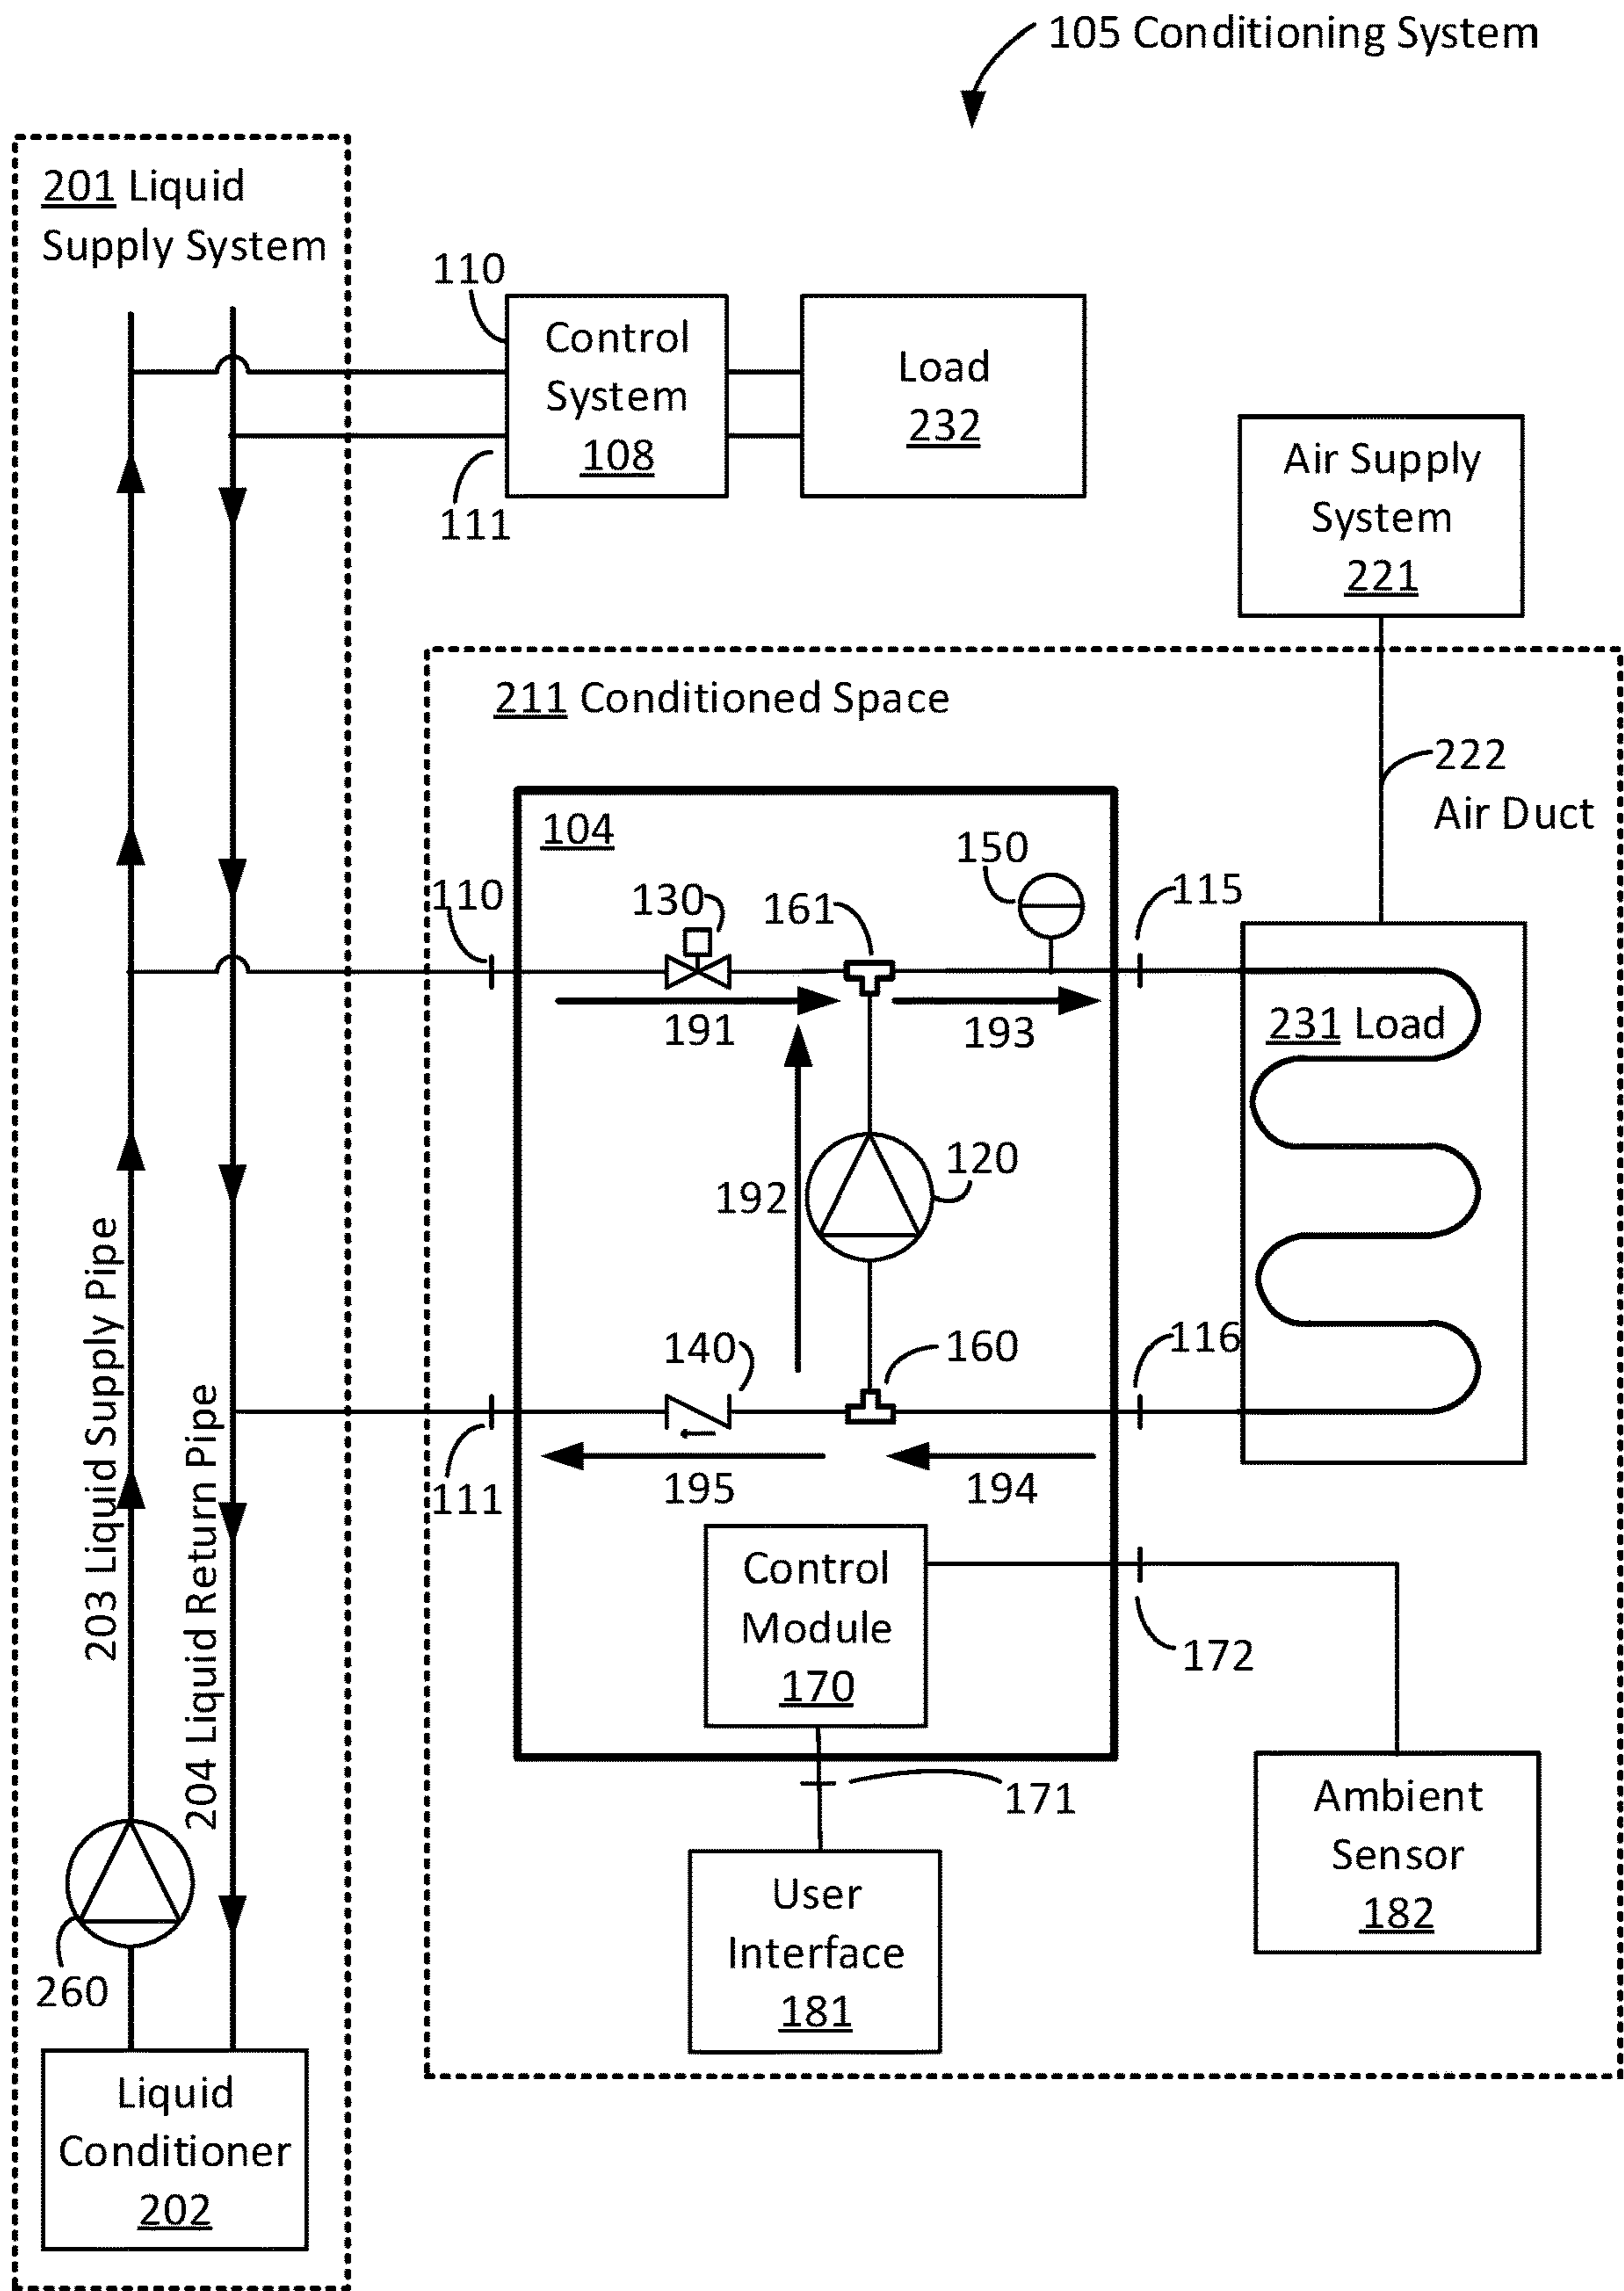 105 Conditioning System
201 Liquid
Supply System
110
Control
System
108
Load
232
111
Air Supply
System
221
211 Conditioned Space
222
Air Duct
104
150
115
110
130
161
191
193
231 Load
192
120
140
160
116
111
195
194
203 Liquid Supply Pipe
204 Liquid Return Pipe
Control
Module
170
172
171
User
Interface
181
Ambient
Sensor
182
260
Liquid
Conditioner
202